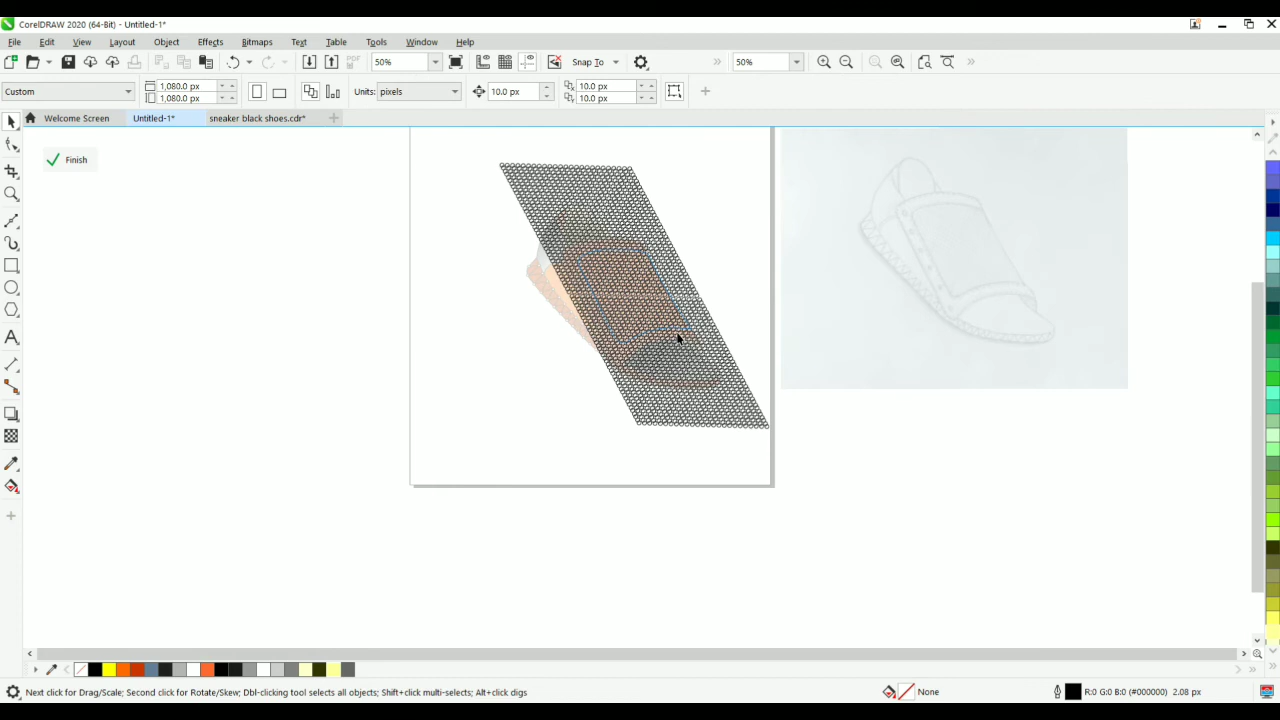 CorelDRAW 2020 (64-Bit) - Untitled-1*
File Edit View Layout Object Effects Bitmaps Text Table Tools Window Help
50% PDF Snap To 50%
Custom 1,080.0 px 1,080.0 px Units: pixels 10.0 px 10.0 px 10.0 px
Welcome Screen Untitled-1* sneaker black shoes.cdr*
Finish
Next click for Drag/Scale; Second click for Rotate/Skew; Dbl-clicking tool selects all objects; Shift+click multi-selects; Alt+click digs None R:0 G:0 B:0 (#000000) 2.08 px